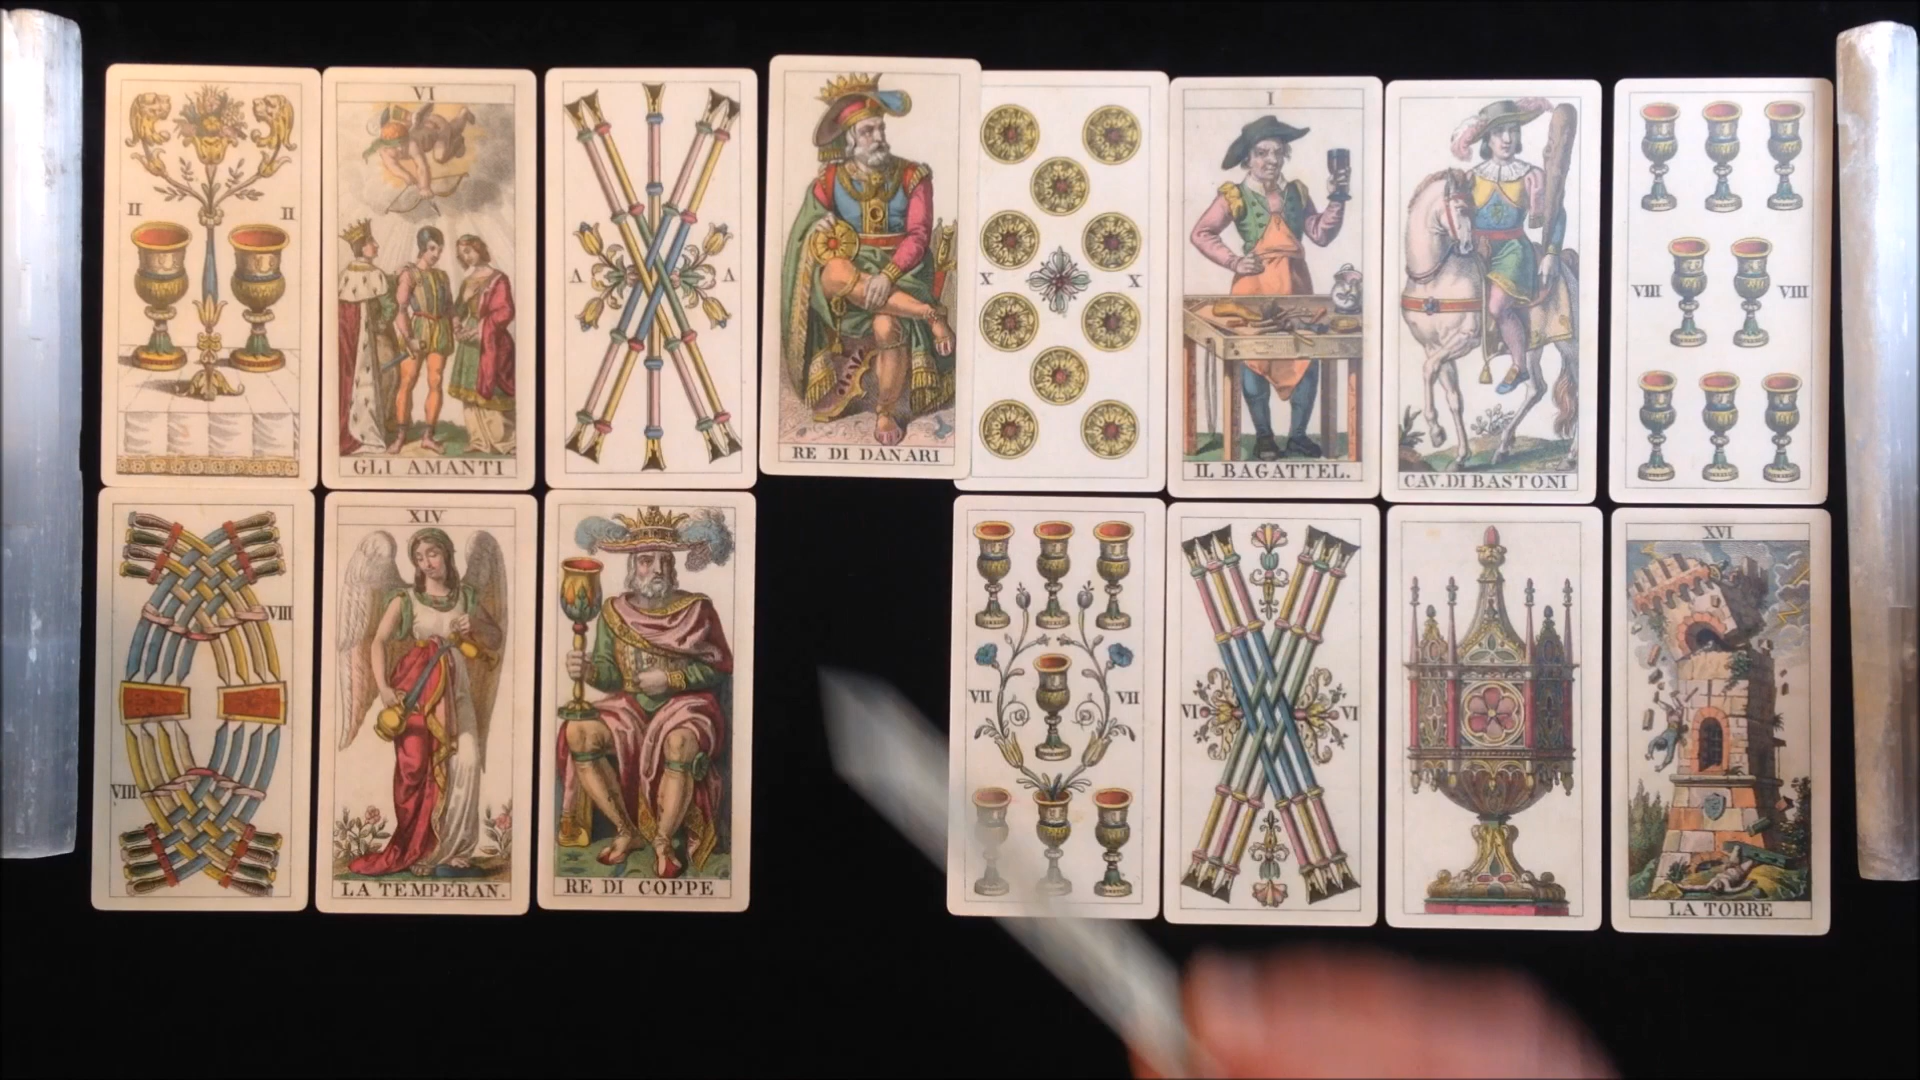 II II
VI
GLI AMANTI
V V
RE DI DANARI
X X
I
IL BAGATTEL.
CAV. DI BASTONI
VIII VIII
VIII
VIII
XIV
LA TEMPERAN.
RE DI COPPE
VII VII
VI VI
XVI
LA TORRE